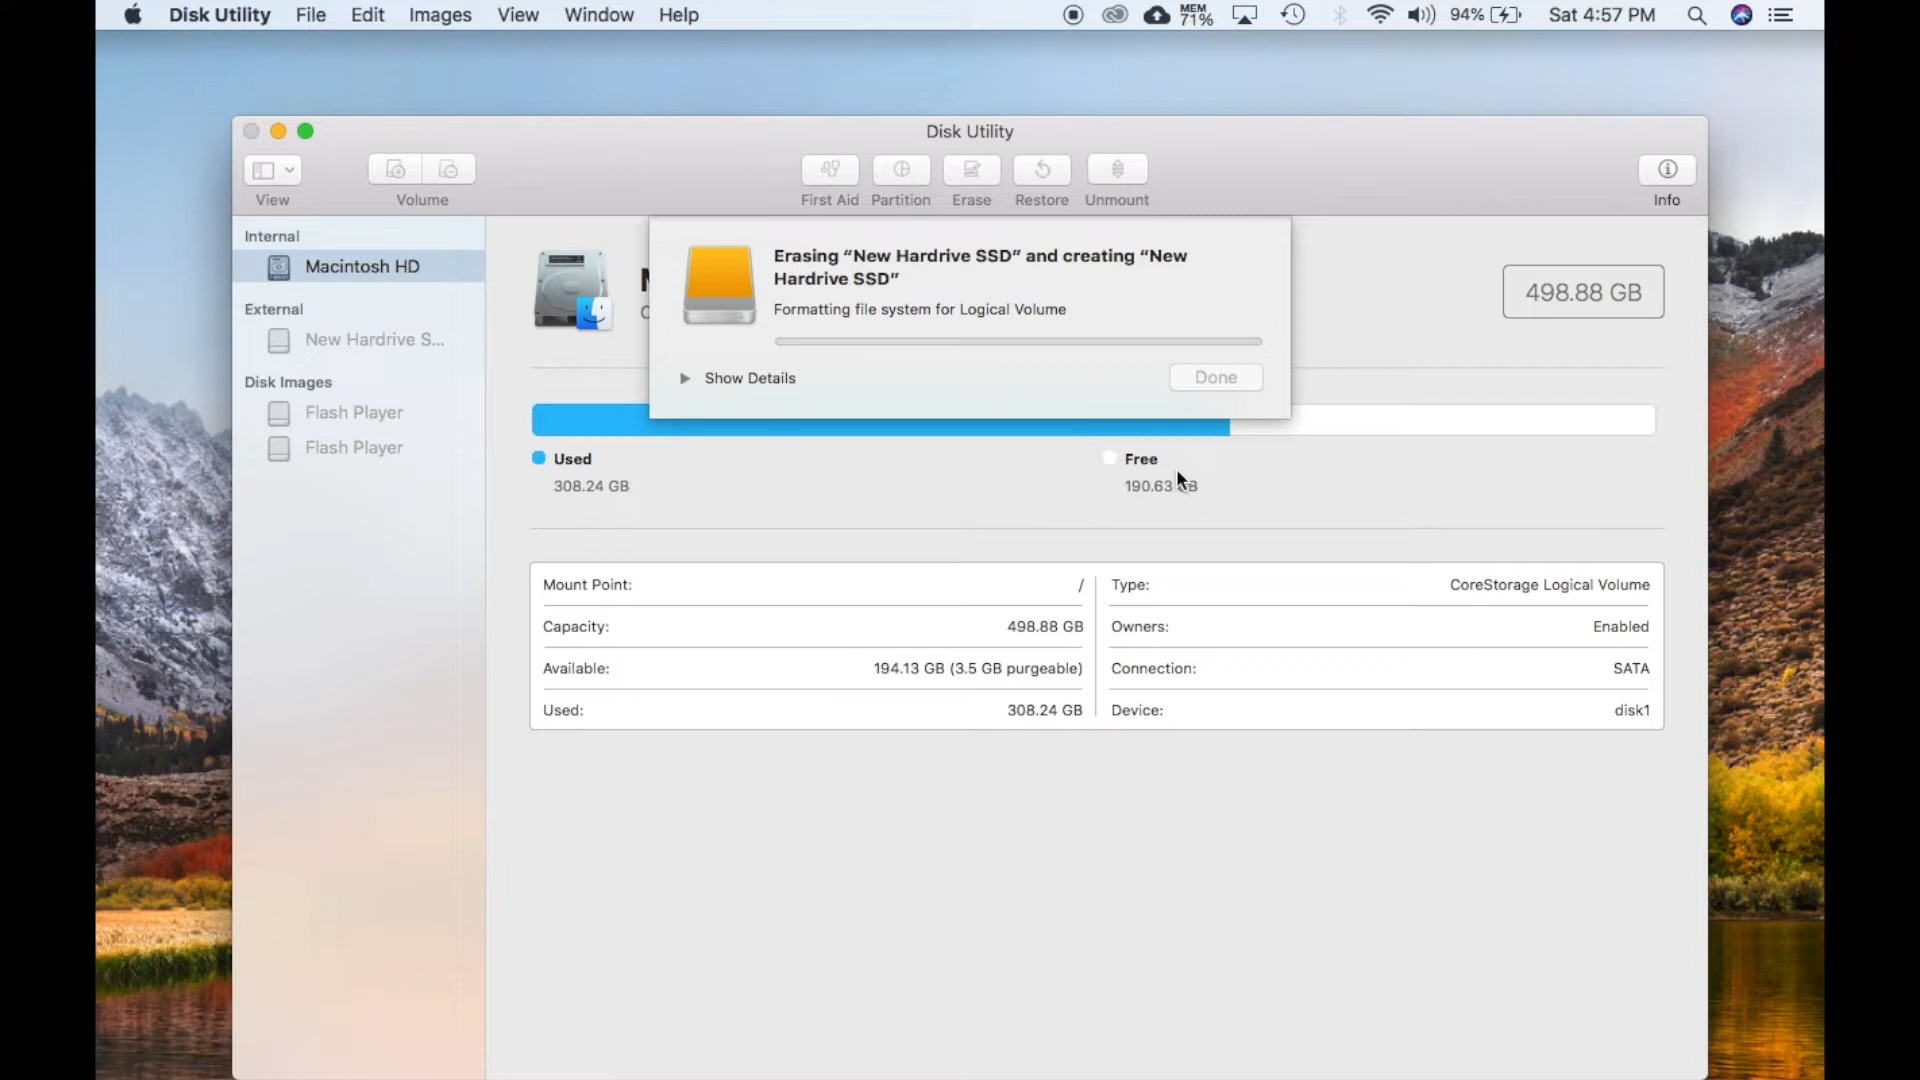 Disk Utility File Edit Images View Window Help MEM 71% 94% Sat 4:57 PM
Disk Utility
View Volume First Aid Partition Erase Restore Unmount Info
Internal
Macintosh HD
External
New Hardrive S...
Disk Images
Flash Player
Flash Player
Erasing “New Hardrive SSD” and creating “New
Hardrive SSD”
Formatting file system for Logical Volume
Show Details Done
498.88 GB
Used Free
308.24 GB 190.63 GB
Mount Point: / Type: CoreStorage Logical Volume
Capacity: 498.88 GB Owners: Enabled
Available: 194.13 GB (3.5 GB purgeable) Connection: SATA
Used: 308.24 GB Device: disk1